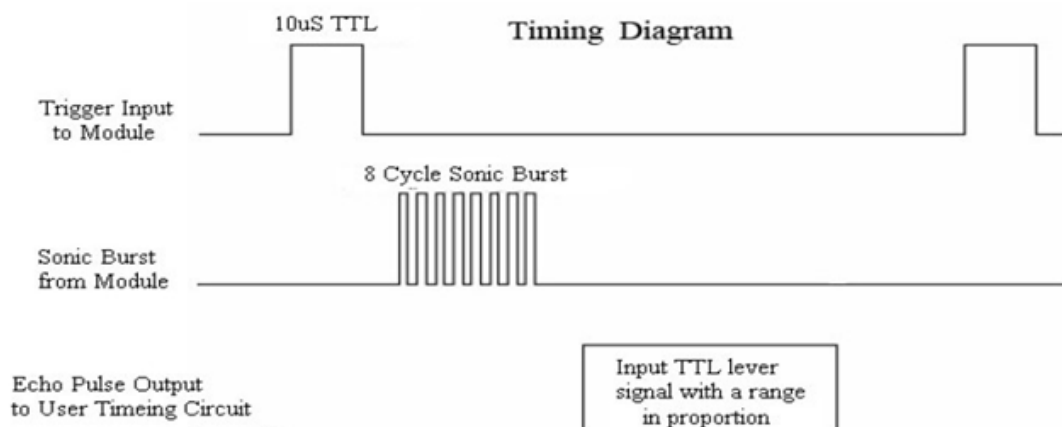 10uS TTL
Timing Diagram
Trigger Input
to Module
8 Cycle Sonic Burst
Sonic Burst
from Module
Echo Pulse Output
to User Timeing Circuit
Input TTL lever
signal with a range
in proportion